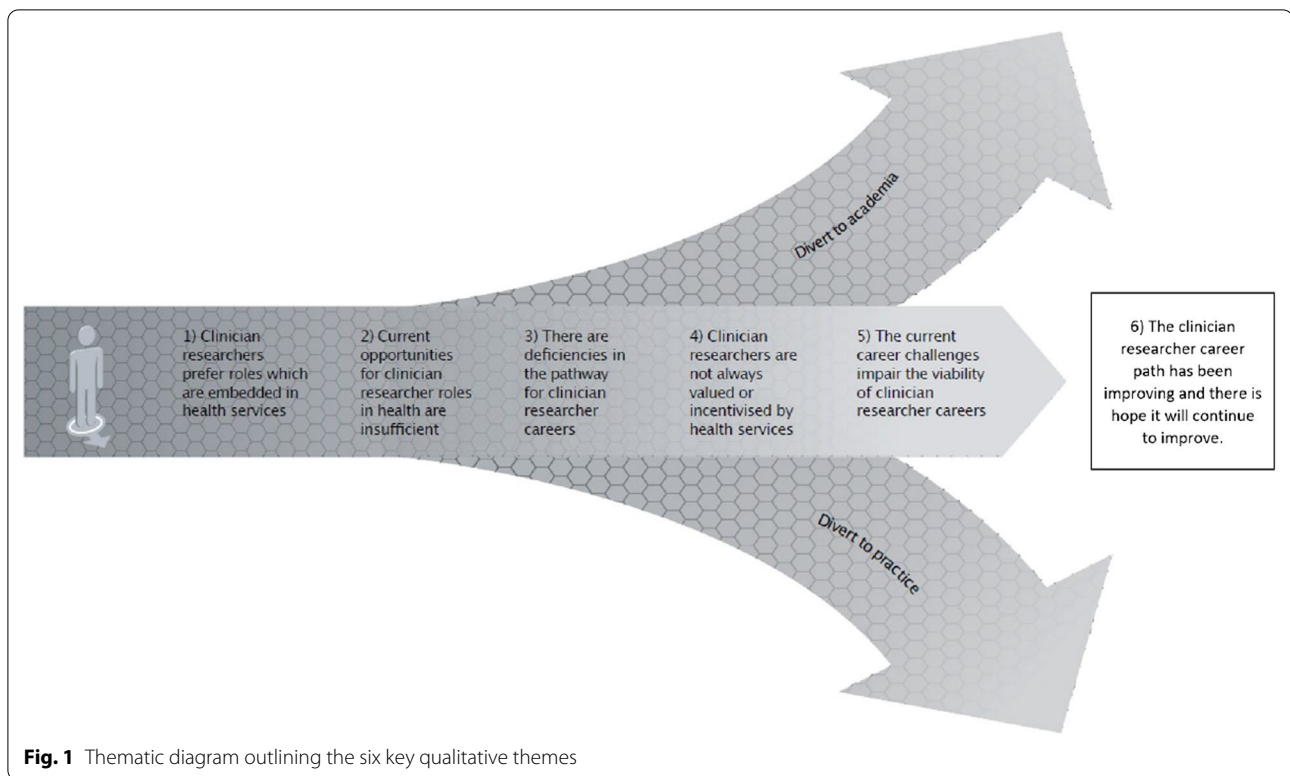 Divert to academia
1) Clinician
researchers
prefer roles which
are embedded in
health services
2) Current
opportunities
for clinician
researcher roles
in health are
insufficient
3) There are
deficiencies in
the pathway
for clinician
researcher
careers
4) Clinician
researchers are
not always
valued or
incentivised by
health services
5) The current
career challenges
impair the viability
of clinician
researcher careers
6) The clinician
researcher career
path has been
improving and there is
hope it will continue
to improve.
Divert to practice
Fig. 1 Thematic diagram outlining the six key qualitative themes